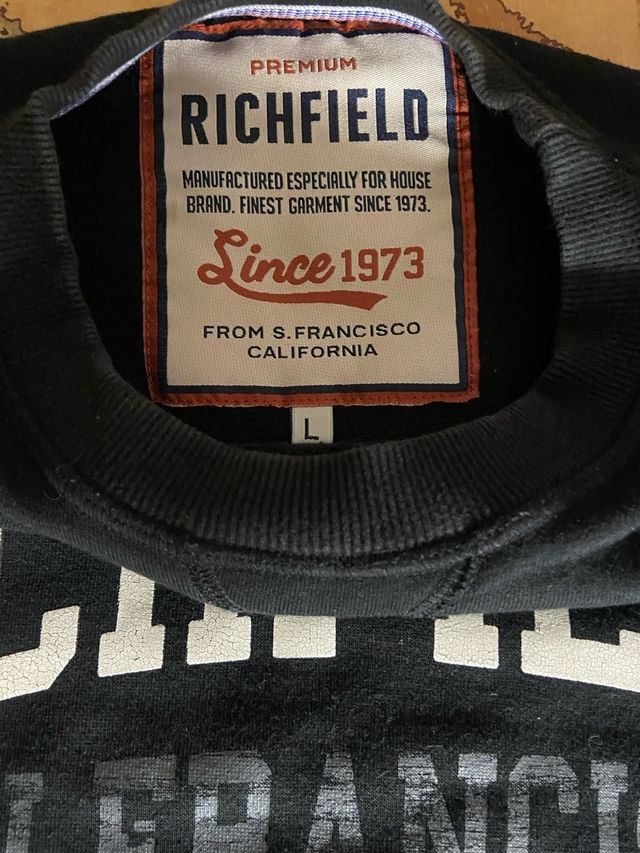 PREMIUM
RICHFIELD
MANUFACTURED ESPECIALLY FOR HOUSE
BRAND. FINEST GARMENT SINCE 1973.
Since 1973
FROM S.FRANCISCO
CALIFORNIA
L